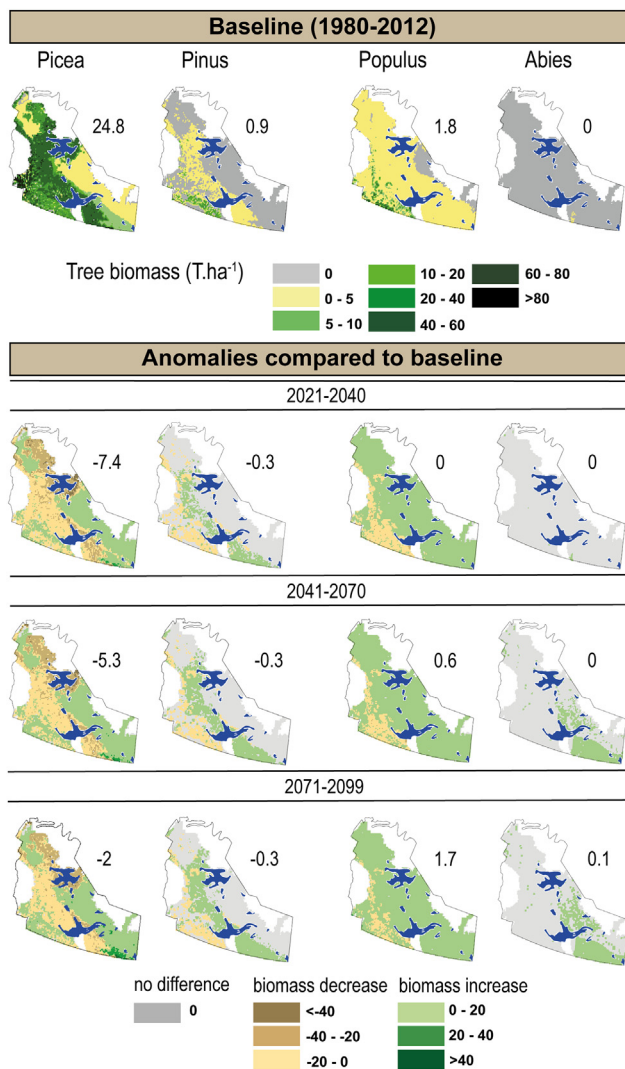 Baseline (1980-2012)
Picea Pinus Populus Abies
24.8 0.9 1.8 0
Tree biomass (T.ha⁻¹)
0 10 - 20 60 - 80
0 - 5 20 - 40 >80
5 - 10 40 - 60
Anomalies compared to baseline
2021-2040
-7.4 -0.3 0 0
2041-2070
-5.3 -0.3 0.6 0
2071-2099
-2 -0.3 1.7 0.1
no difference biomass decrease biomass increase
0 <-40 0 - 20
-40 - -20 20 - 40
-20 - 0 >40